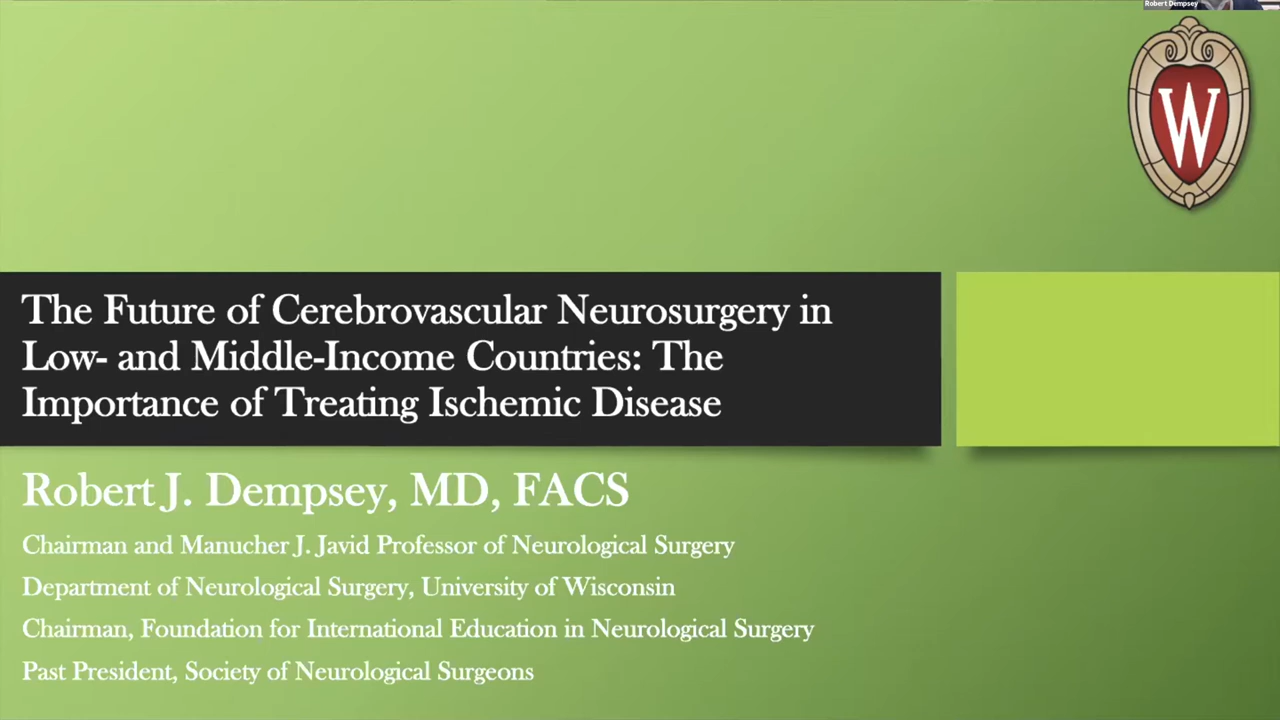 Robert Dempsey
W
The Future of Cerebrovascular Neurosurgery in
Low- and Middle-Income Countries: The
Importance of Treating Ischemic Disease
Robert J. Dempsey, MD, FACS
Chairman and Manucher J. Javid Professor of Neurological Surgery
Department of Neurological Surgery, University of Wisconsin
Chairman, Foundation for International Education in Neurological Surgery
Past President, Society of Neurological Surgeons